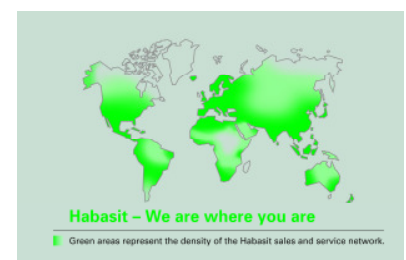 Habasit – We are where you are
Green areas represent the density of the Habasit sales and service network.